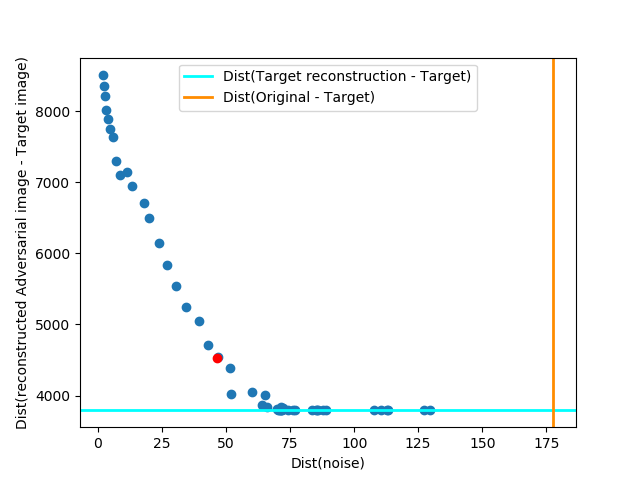 Dist(Target reconstruction - Target)
Dist(Original - Target)
8000
7000
6000
5000
4000
Dist(reconstructed Adversarial image - Target image)
0 25 50 75 100 125 150 175
Dist(noise)